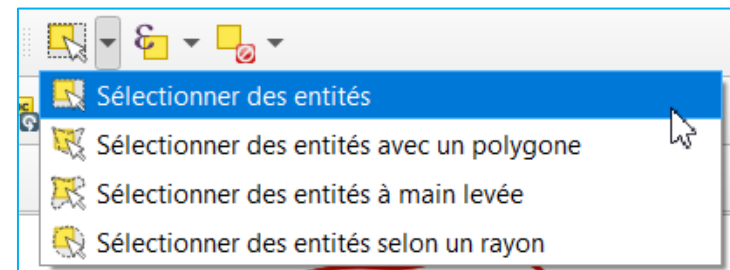 Sélectionner des entités
Sélectionner des entités avec un polygone
Sélectionner des entités à main levée
Sélectionner des entités selon un rayon